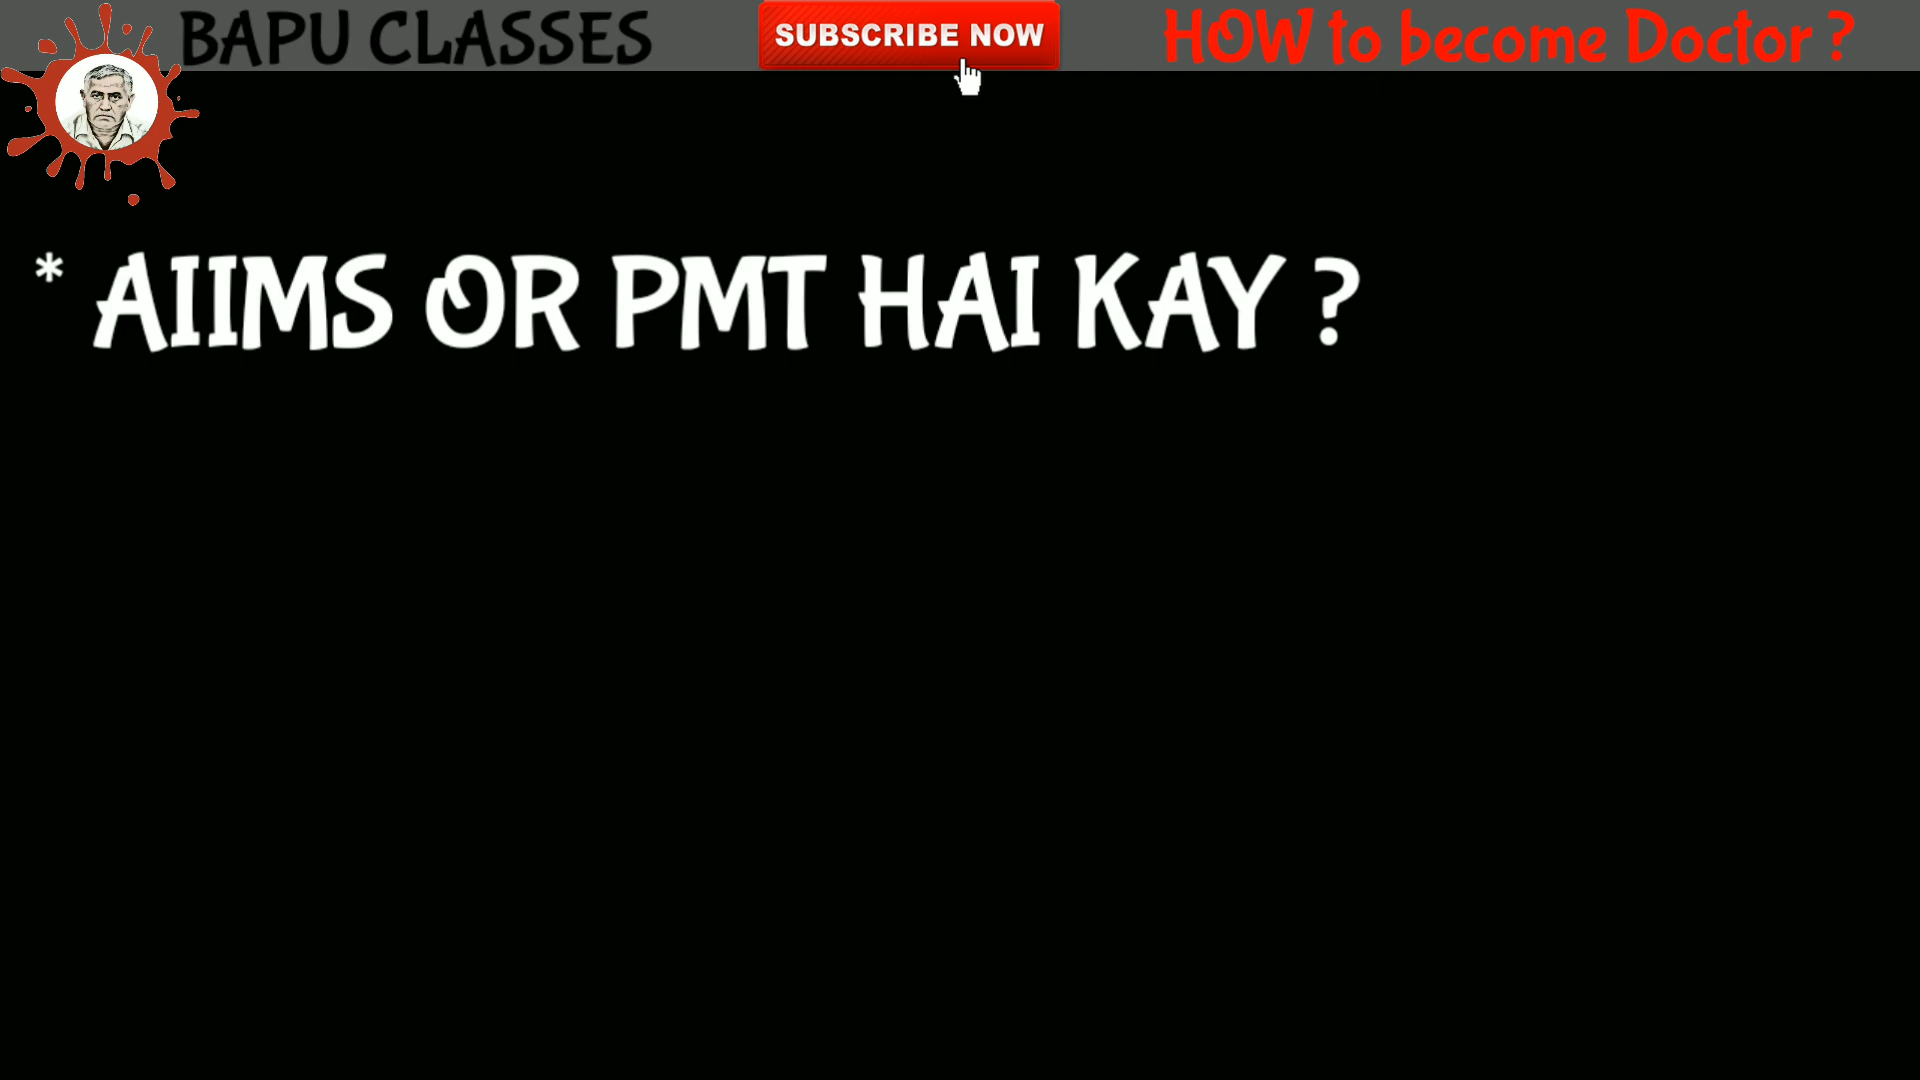 BAPU CLASSES
SUBSCRIBE NOW
HOW to become Doctor ?
* AIIMS OR PMT HAI KAY ?